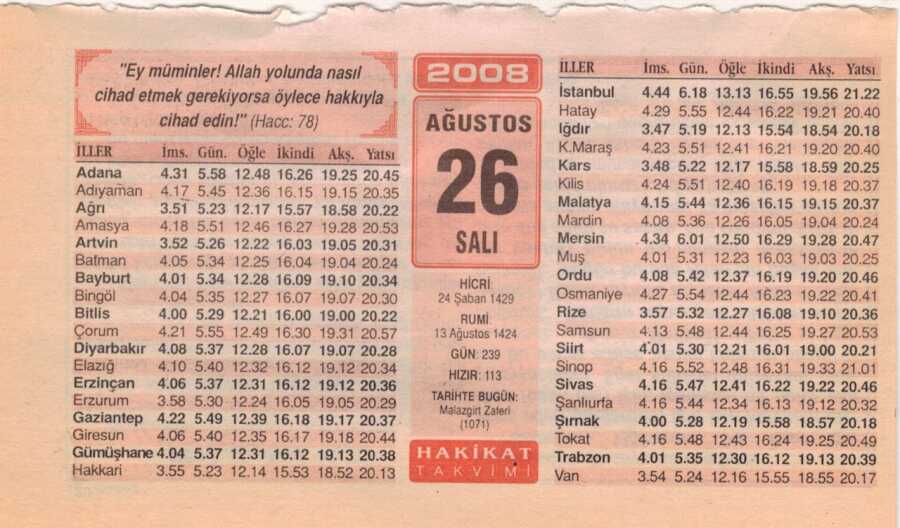 "Ey müminler! Allah yolunda nasıl
cihad etmek gerekiyorsa öylece hakkıyla
cihad edin!" (Hacc: 78)
İLLER İms. Gün. Öğle İkindi Akş. Yatsı
Adana 4.31 5.58 12.48 16.26 19.25 20.45
Adıyaman 4.17 5.45 12.36 16.15 19.15 20.35
Ağrı 3.51 5.23 12.17 15.57 18.58 20.22
Amasya 4.18 5.51 12.46 16.27 19.28 20.53
Artvin 3.52 5.26 12.22 16.03 19.05 20.31
Batman 4.05 5.34 12.25 16.04 19.04 20.24
Bayburt 4.01 5.34 12.28 16.09 19.10 20.34
Bingöl 4.04 5.35 12.27 16.07 19.07 20.30
Bitlis 4.00 5.29 12.21 16.00 19.00 20.22
Çorum 4.21 5.55 12.49 16.30 19.31 20.57
Diyarbakır 4.08 5.37 12.28 16.07 19.07 20.28
Elazığ 4.10 5.40 12.32 16.12 19.12 20.34
Erzinçan 4.06 5.37 12.31 16.12 19.12 20.36
Erzurum 3.58 5.30 12.24 16.05 19.05 20.29
Gaziantep 4.22 5.49 12.39 16.18 19.17 20.37
Giresun 4.06 5.40 12.35 16.17 19.18 20.44
Gümüşhane 4.04 5.37 12.31 16.12 19.13 20.38
Hakkari 3.55 5.23 12.14 15.53 18.52 20.13
2008
AĞUSTOS
26
SALI
HİCRİ:
24 Şaban 1429
RUMİ:
13 Ağustos 1424
GÜN: 239
HIZIR: 113
TARİHTE BUGÜN:
Malazgirt Zaferi
(1071)
HAKİKAT
TAKVİMİ
İLLER İms. Gün. Öğle İkindi Akş. Yatsı
İstanbul 4.44 6.18 13.13 16.55 19.56 21.22
Hatay 4.29 5.55 12.44 16.22 19.21 20.40
Iğdır 3.47 5.19 12.13 15.54 18.54 20.18
K.Maraş 4.23 5.51 12.41 16.21 19.20 20.40
Kars 3.48 5.22 12.17 15.58 18.59 20.25
Kilis 4.24 5.51 12.40 16.19 19.18 20.37
Malatya 4.15 5.44 12.36 16.15 19.15 20.37
Mardin 4.08 5.36 12.26 16.05 19.04 20.24
Mersin 4.34 6.01 12.50 16.29 19.28 20.47
Muş 4.01 5.31 12.23 16.03 19.03 20.25
Ordu 4.08 5.42 12.37 16.19 19.20 20.46
Osmaniye 4.27 5.54 12.44 16.23 19.22 20.41
Rize 3.57 5.32 12.27 16.08 19.10 20.36
Samsun 4.13 5.48 12.44 16.25 19.27 20.53
Siirt 4.01 5.30 12.21 16.01 19.00 20.21
Sinop 4.16 5.52 12.48 16.31 19.33 21.01
Sivas 4.16 5.47 12.41 16.22 19.22 20.46
Şanlıurfa 4.16 5.44 12.34 16.13 19.12 20.32
Şırnak 4.00 5.28 12.19 15.58 18.57 20.18
Tokat 4.16 5.48 12.43 16.24 19.25 20.49
Trabzon 4.01 5.35 12.30 16.12 19.13 20.39
Van 3.54 5.24 12.16 15.55 18.55 20.17